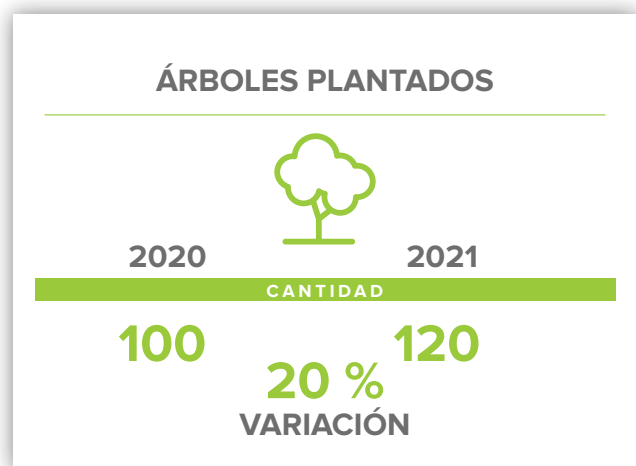 ÁRBOLES PLANTADOS
2020 2021
CANTIDAD
100 120
20 %
VARIACIÓN